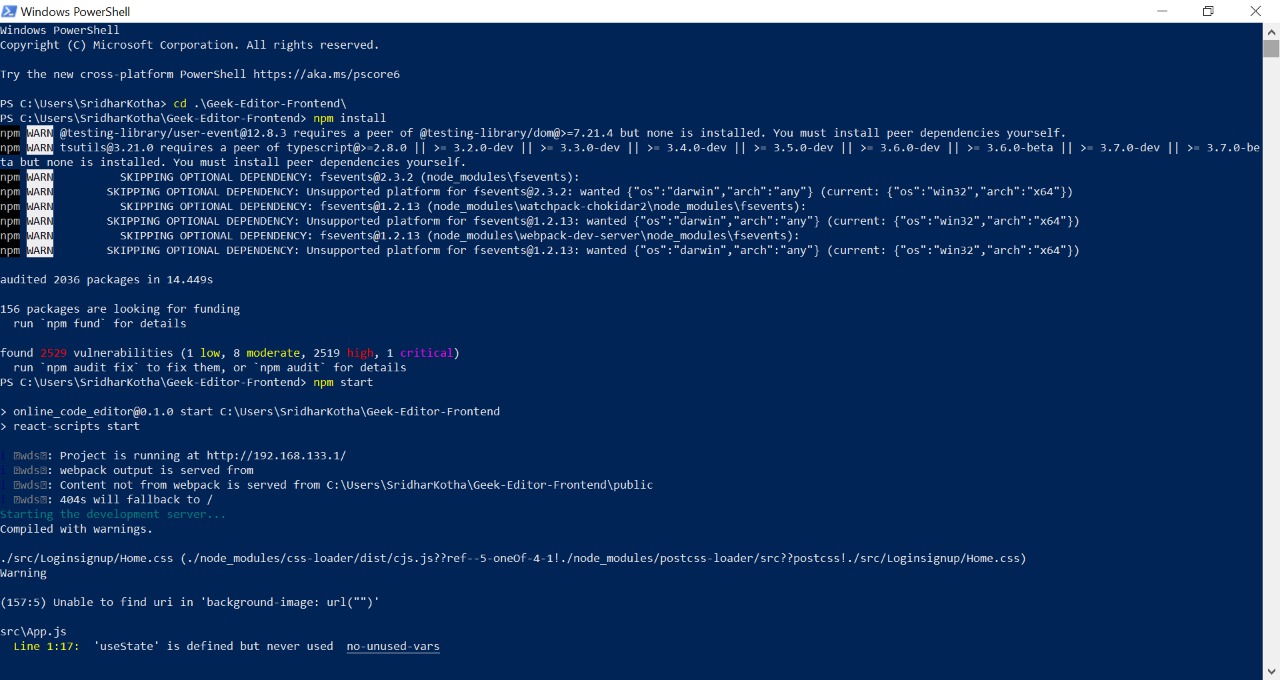 Windows PowerShell
Windows PowerShell
Copyright (C) Microsoft Corporation. All rights reserved.
Try the new cross-platform PowerShell https://aka.ms/pscore6
PS C:\Users\SridharKotha> cd .\Geek-Editor-Frontend\
PS C:\Users\SridharKotha\Geek-Editor-Frontend> npm install
npm WARN @testing-library/user-event@12.8.3 requires a peer of @testing-library/dom@>=7.21.4 but none is installed. You must install peer dependencies yourself.
npm WARN tsutils@3.21.0 requires a peer of typescript@>=2.8.0 || >= 3.2.0-dev || >= 3.3.0-dev || >= 3.4.0-dev || >= 3.5.0-dev || >= 3.6.0-dev || >= 3.6.0-beta || >= 3.7.0-dev || >= 3.7.0-be
ta but none is installed. You must install peer dependencies yourself.
npm WARN SKIPPING OPTIONAL DEPENDENCY: fsevents@2.3.2 (node_modules\fsevents):
npm WARN SKIPPING OPTIONAL DEPENDENCY: Unsupported platform for fsevents@2.3.2: wanted {"os":"darwin","arch":"any"} (current: {"os":"win32","arch":"x64"})
npm WARN SKIPPING OPTIONAL DEPENDENCY: fsevents@1.2.13 (node_modules\watchpack-chokidar2\node_modules\fsevents):
npm WARN SKIPPING OPTIONAL DEPENDENCY: Unsupported platform for fsevents@1.2.13: wanted {"os":"darwin","arch":"any"} (current: {"os":"win32","arch":"x64"})
npm WARN SKIPPING OPTIONAL DEPENDENCY: fsevents@1.2.13 (node_modules\webpack-dev-server\node_modules\fsevents):
npm WARN SKIPPING OPTIONAL DEPENDENCY: Unsupported platform for fsevents@1.2.13: wanted {"os":"darwin","arch":"any"} (current: {"os":"win32","arch":"x64"})
audited 2036 packages in 14.449s
156 packages are looking for funding
run `npm fund` for details
found 2529 vulnerabilities (1 low, 8 moderate, 2519 high, 1 critical)
run `npm audit fix` to fix them, or `npm audit` for details
PS C:\Users\SridharKotha\Geek-Editor-Frontend> npm start
> online_code_editor@0.1.0 start C:\Users\SridharKotha\Geek-Editor-Frontend
> react-scripts start
i ｢wds｣: Project is running at http://192.168.133.1/
i ｢wds｣: webpack output is served from
i ｢wds｣: Content not from webpack is served from C:\Users\SridharKotha\Geek-Editor-Frontend\public
i ｢wds｣: 404s will fallback to /
Starting the development server...
Compiled with warnings.
./src/Loginsignup/Home.css (./node_modules/css-loader/dist/cjs.js??ref--5-oneOf-4-1!./node_modules/postcss-loader/src??postcss!./src/Loginsignup/Home.css)
Warning
(157:5) Unable to find uri in 'background-image: url("")'
src\App.js
Line 1:17: 'useState' is defined but never used no-unused-vars